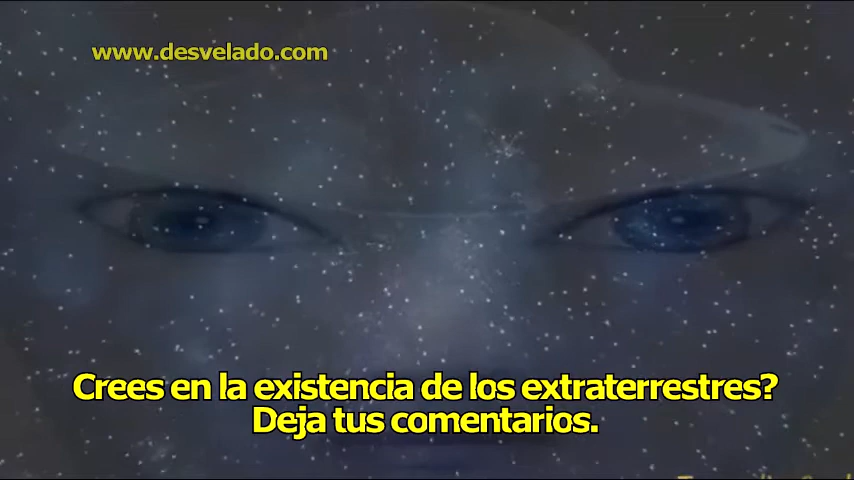 www.desvelado.com
Crees en la existencia de los extraterrestres?
Deja tus comentarios.